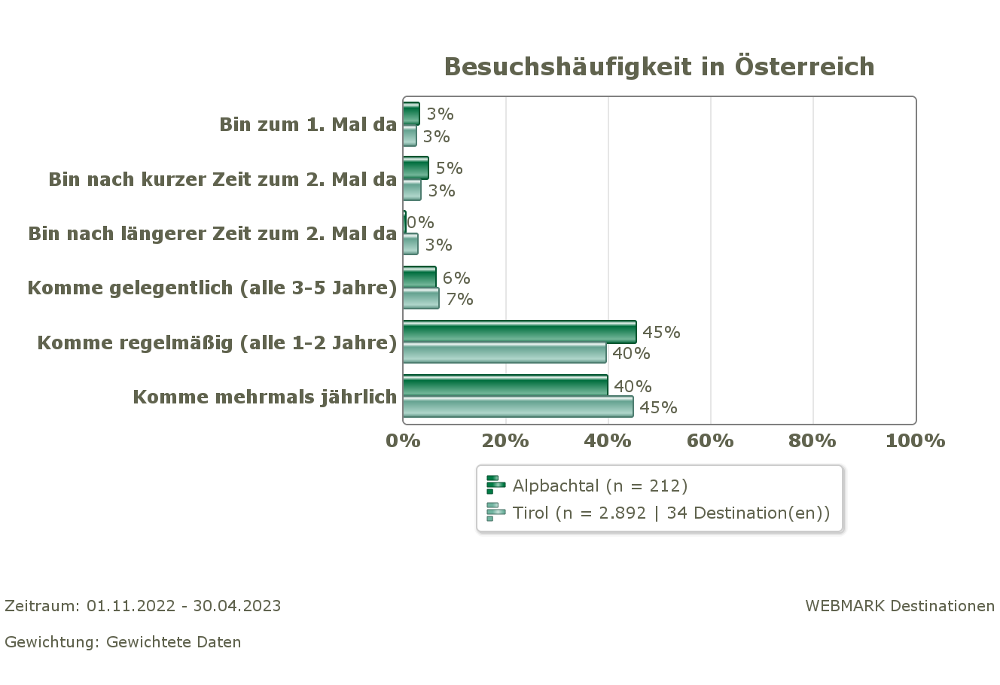 Besuchshäufigkeit in Österreich
Bin zum 1. Mal da
3%
3%
Bin nach kurzer Zeit zum 2. Mal da
5%
3%
Bin nach längerer Zeit zum 2. Mal da
0%
3%
Komme gelegentlich (alle 3-5 Jahre)
6%
7%
Komme regelmäßig (alle 1-2 Jahre)
45%
40%
Komme mehrmals jährlich
40%
45%
0% 20% 40% 60% 80% 100%
Alpbachtal (n = 212)
Tirol (n = 2.892 | 34 Destination(en))
Zeitraum: 01.11.2022 - 30.04.2023
WEBMARK Destinationen
Gewichtung: Gewichtete Daten